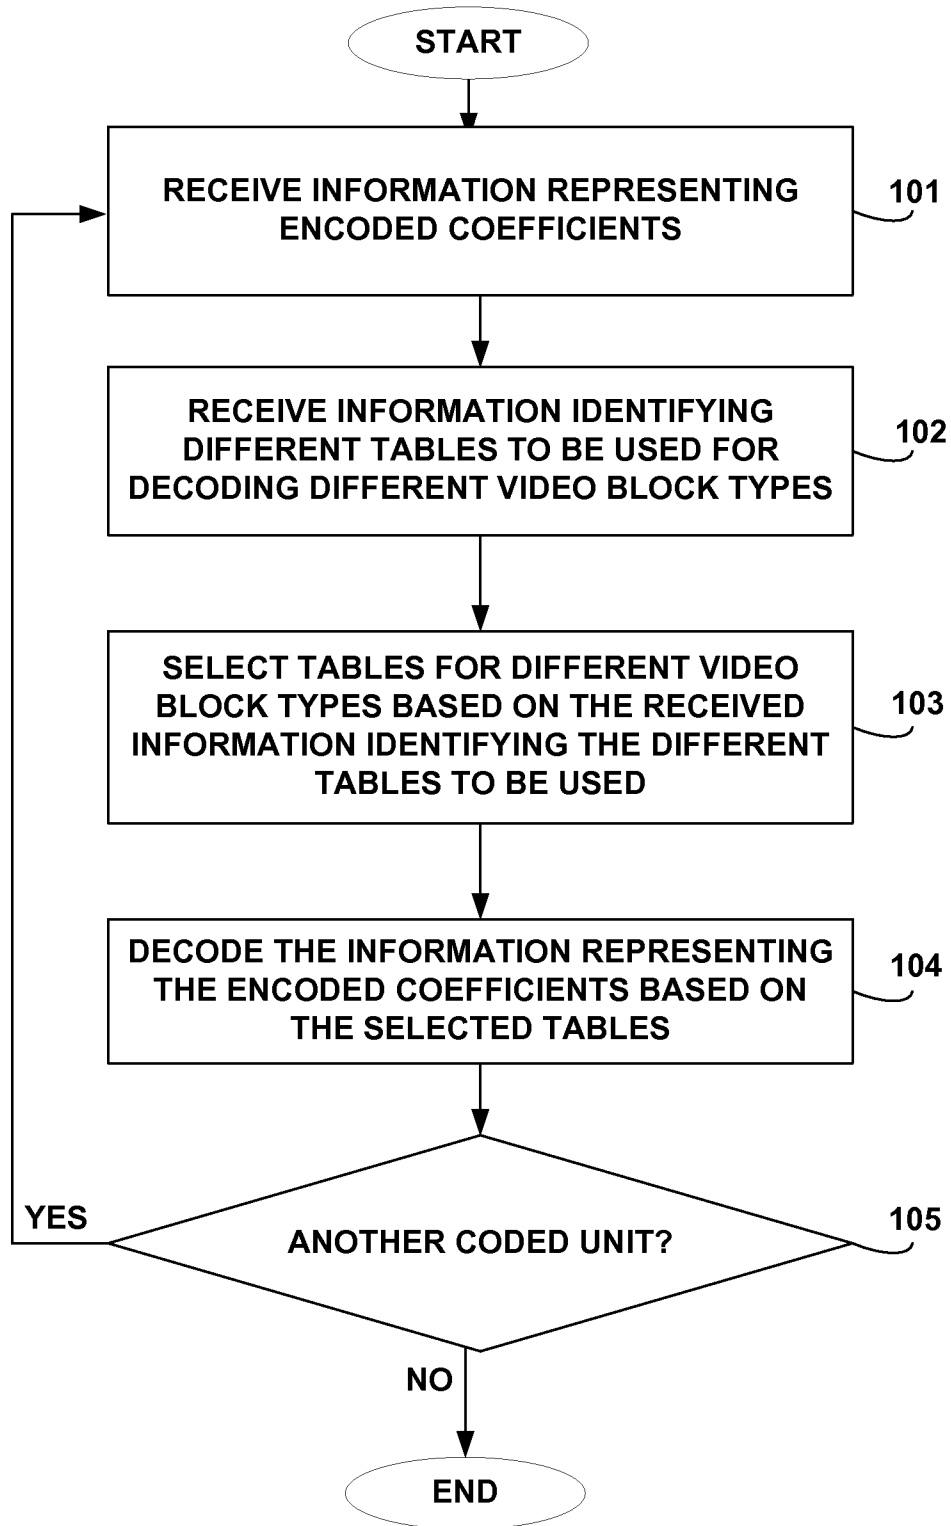 START
RECEIVE INFORMATION REPRESENTING
ENCODED COEFFICIENTS
101
RECEIVE INFORMATION IDENTIFYING
DIFFERENT TABLES TO BE USED FOR
DECODING DIFFERENT VIDEO BLOCK TYPES
102
SELECT TABLES FOR DIFFERENT VIDEO
BLOCK TYPES BASED ON THE RECEIVED
INFORMATION IDENTIFYING THE DIFFERENT
TABLES TO BE USED
103
DECODE THE INFORMATION REPRESENTING
THE ENCODED COEFFICIENTS BASED ON
THE SELECTED TABLES
104
YES
ANOTHER CODED UNIT?
105
NO
END